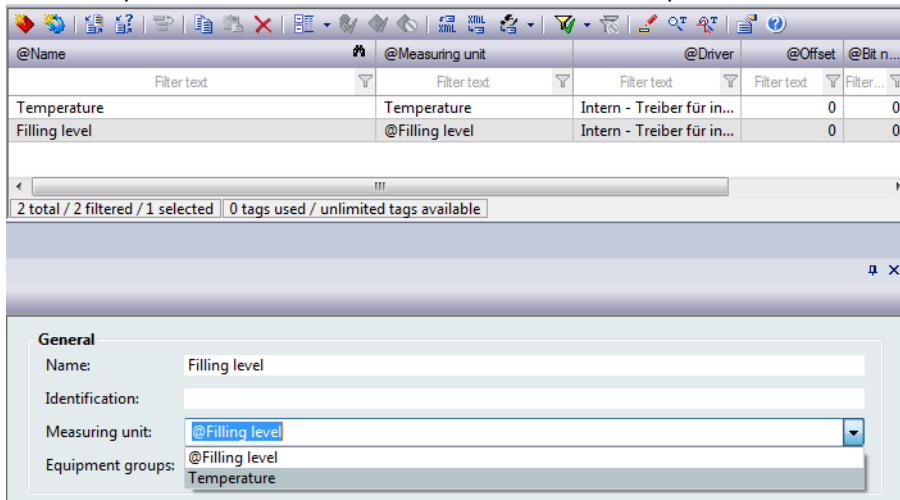 @Name @Measuring unit @Driver @Offset @Bit n...
Filter text Filter text Filter text Filter text Filter...
Temperature Temperature Intern - Treiber für in... 0 0
Filling level @Filling level Intern - Treiber für in... 0 0
2 total / 2 filtered / 1 selected 0 tags used / unlimited tags available
General
Name: Filling level
Identification:
Measuring unit: @Filling level
@Filling level
Equipment groups:
Temperature